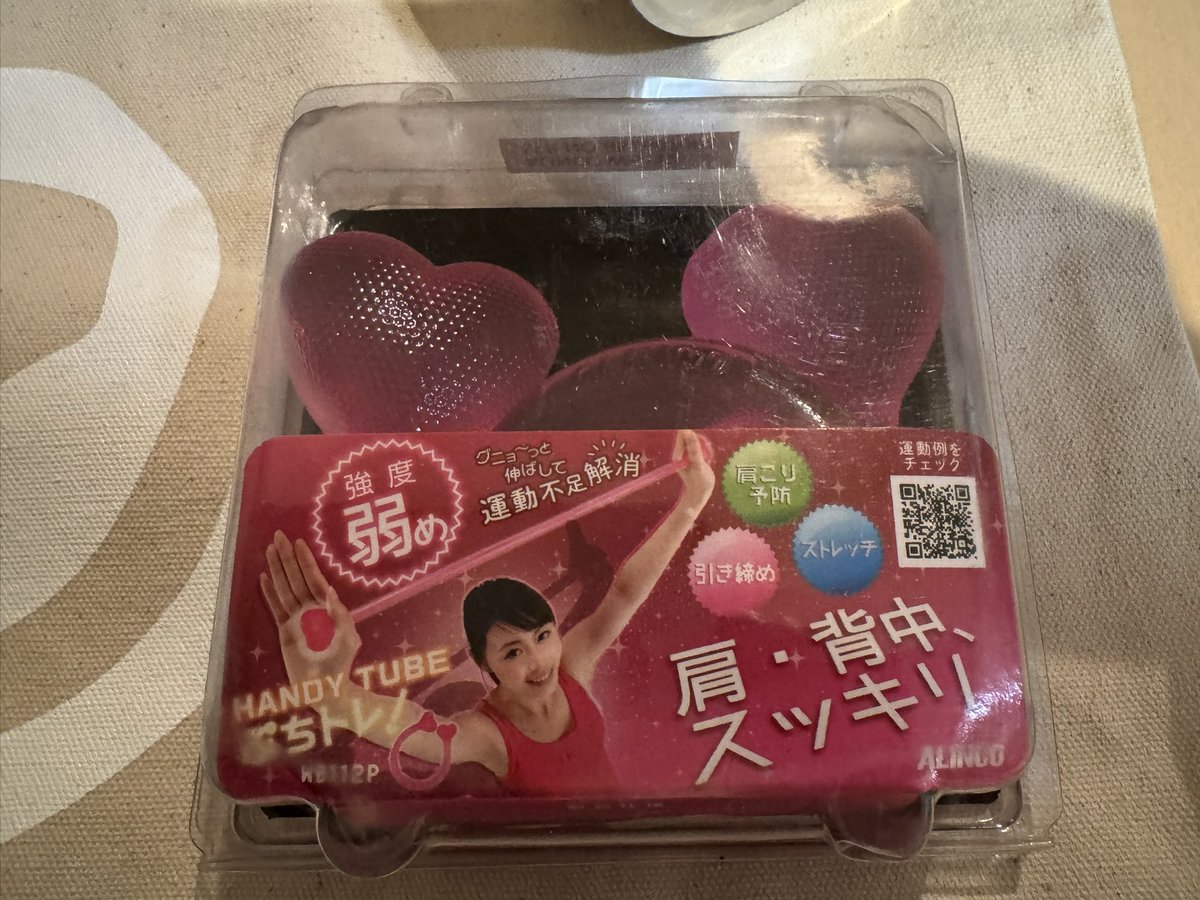 強度
弱め
グニョ～っと
伸ばして
運動不足解消
肩こり
予防
引き締め
ストレッチ
運動例を
チェック
HANDY TUBE
肩・背中、
スッキリ
ALINCO